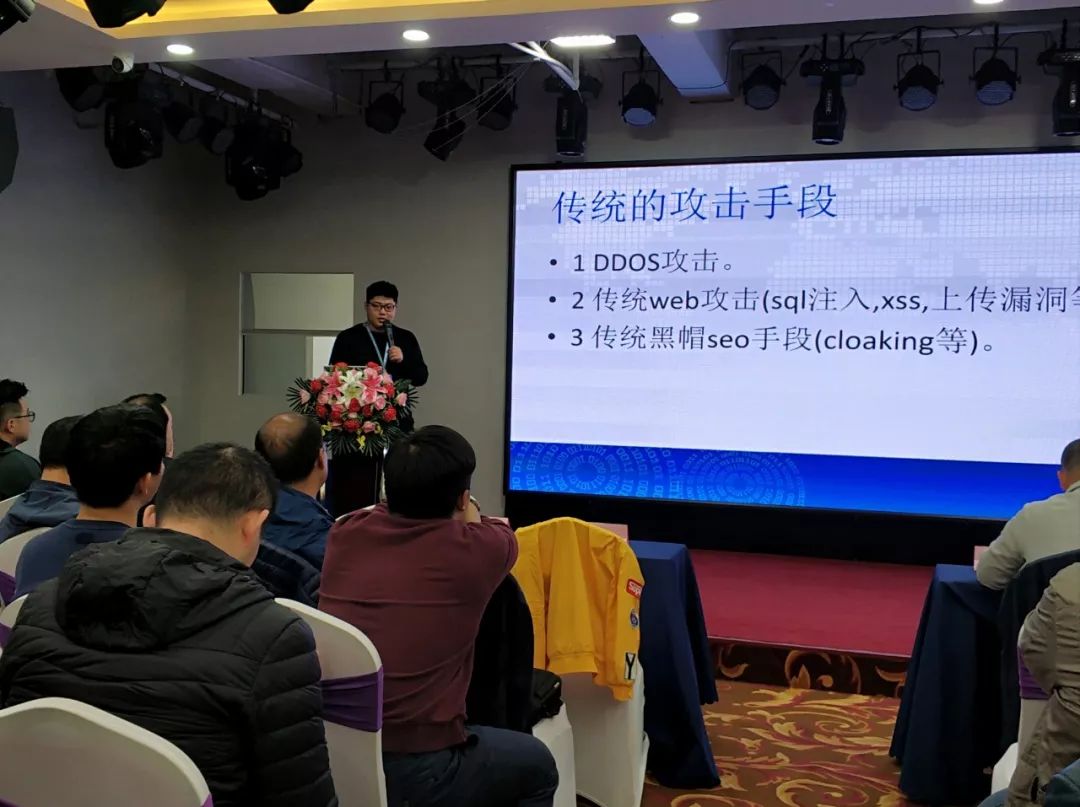 传统的攻击手段
• 1 DDOS攻击。
• 2 传统web攻击(sql注入,xss,上传漏洞等
• 3 传统黑帽seo手段(cloaking等)。
Y